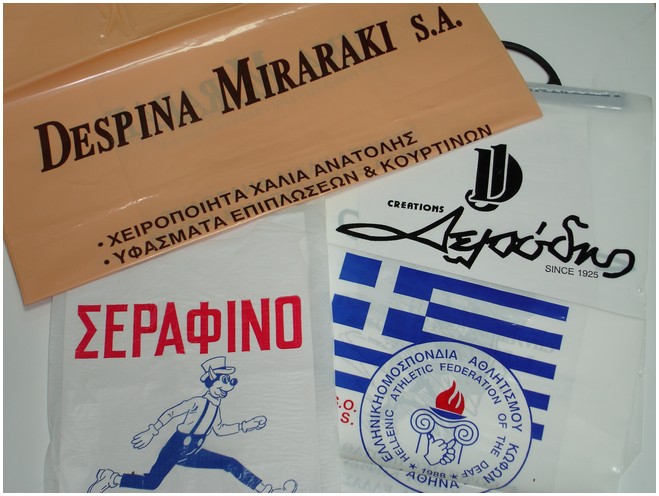 DESPINA MIRARAKI S.A.
• ΧΕΙΡΟΠΟΙΗΤΑ ΧΑΛΙΑ ΑΝΑΤΟΛΗΣ
• ΥΦΑΣΜΑΤΑ ΕΠΙΠΛΩΣΕΩΝ & ΚΟΥΡΤΙΝΩΝ
CREATIONS
SINCE 1925
ΣΕΡΑΦΙΝΟ
ΕΛΛΗΝΙΚΗ ΟΜΟΣΠΟΝΔΙΑ ΑΘΛΗΤΙΣΜΟΥ ΚΩΦΩΝ
HELLENIC ATHLETIC FEDERATION OF THE DEAF
* 1988 *
ΑΘΗΝΑ